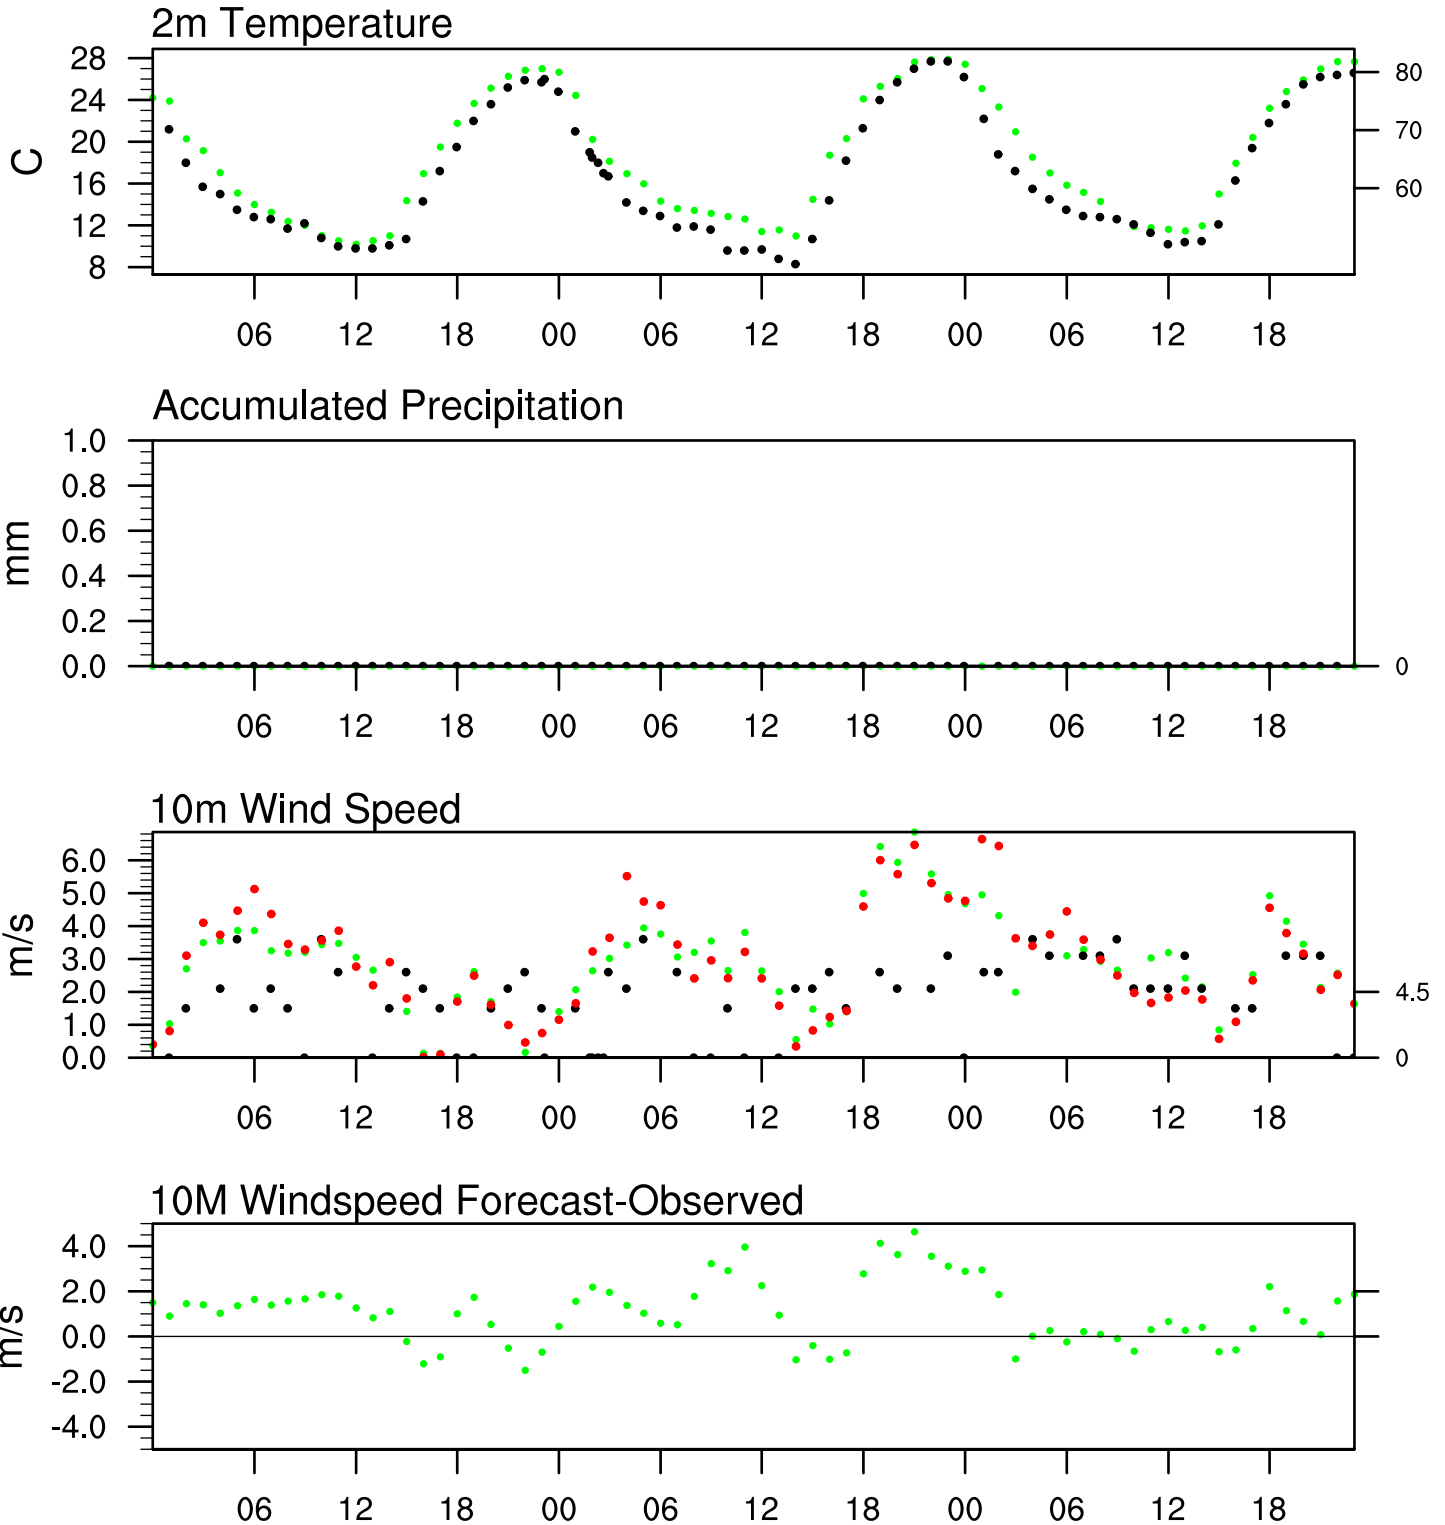 2m Temperature
28
24
20
16
12
8
C
80
70
60
06 12 18 00 06 12 18 00 06 12 18
Accumulated Precipitation
1.0
0.8
0.6
0.4
0.2
0.0
mm
0
06 12 18 00 06 12 18 00 06 12 18
10m Wind Speed
6.0
5.0
4.0
3.0
2.0
1.0
0.0
m/s
4.5
0
06 12 18 00 06 12 18 00 06 12 18
10M Windspeed Forecast-Observed
4.0
2.0
0.0
-2.0
-4.0
m/s
06 12 18 00 06 12 18 00 06 12 18